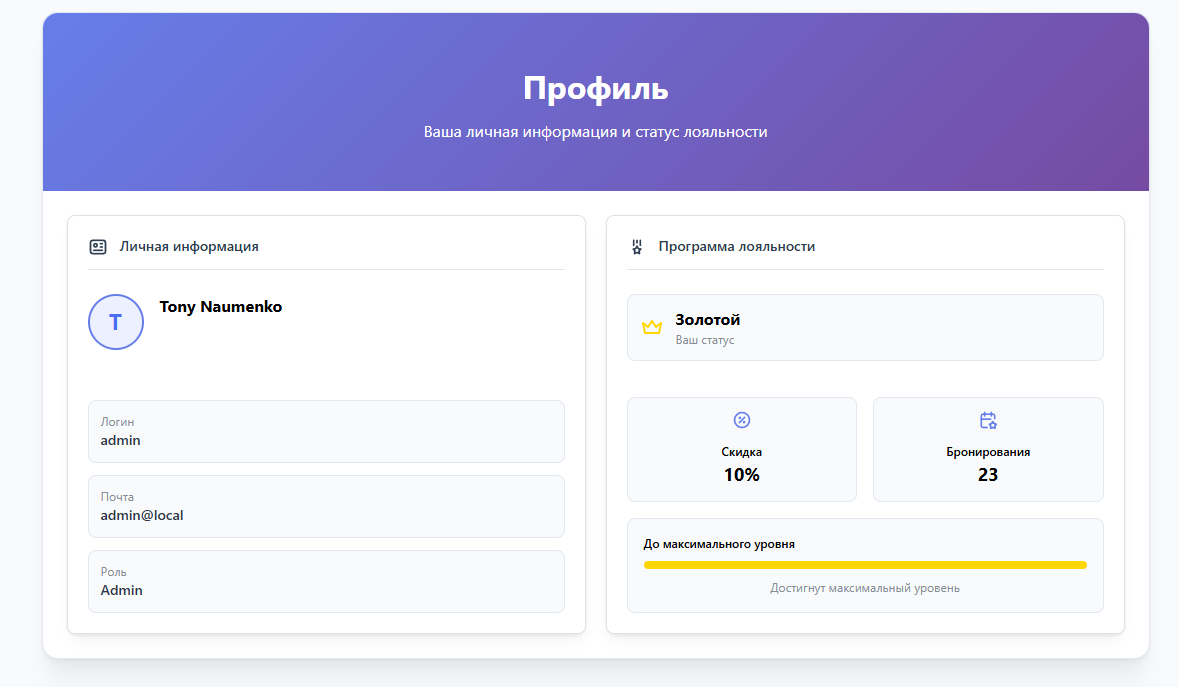 Профиль
Ваша личная информация и статус лояльности
Личная информация
T
Tony Naumenko
Логин
admin
Почта
admin@local
Роль
Admin
Программа лояльности
Золотой
Ваш статус
Скидка
10%
Бронирования
23
До максимального уровня
Достигнут максимальный уровень